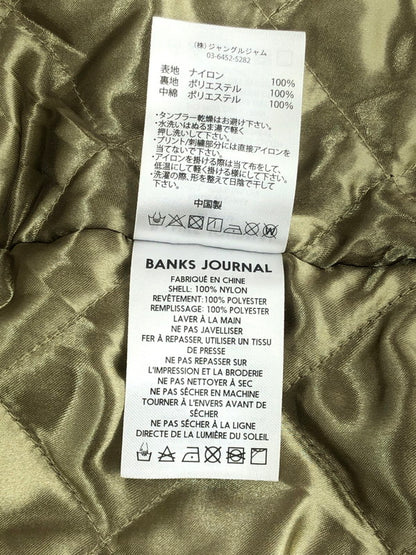 (株) ジャングルジャム
03-6452-5282
表地 ナイロン 100%
裏地 ポリエステル 100%
中綿 ポリエステル 100%
・タンブラー乾燥はお避け下さい。
・水洗いはぬるま湯で軽く
押し洗いして下さい。
・プリント/刺繍部分には直接アイロンを
当てないで下さい。
・アイロンを掛ける際は当て布をして、
低温にして軽く掛ける様にして下さい。
・洗濯の際、形を整えて日陰で干して
下さい。
中国製
BANKS JOURNAL
FABRIQUÉ EN CHINE
SHELL: 100% NYLON
REVÊTEMENT:100% POLYESTER
REMPLISSAGE: 100% POLYESTER
LAVER À LA MAIN
NE PAS JAVELLISER
FER À REPASSER, UTILISER UN TISSU
DE PRESSE
NE PAS REPASSER SUR
L'IMPRESSION ET LA BRODERIE
NE PAS NETTOYER À SEC
NE PAS SÉCHER EN MACHINE
TOURNER À L'ENVERS AVANT DE
SÉCHER
NE PAS SÉCHER À LA LIGNE
DIRECTE DE LA LUMIÈRE DU SOLEIL